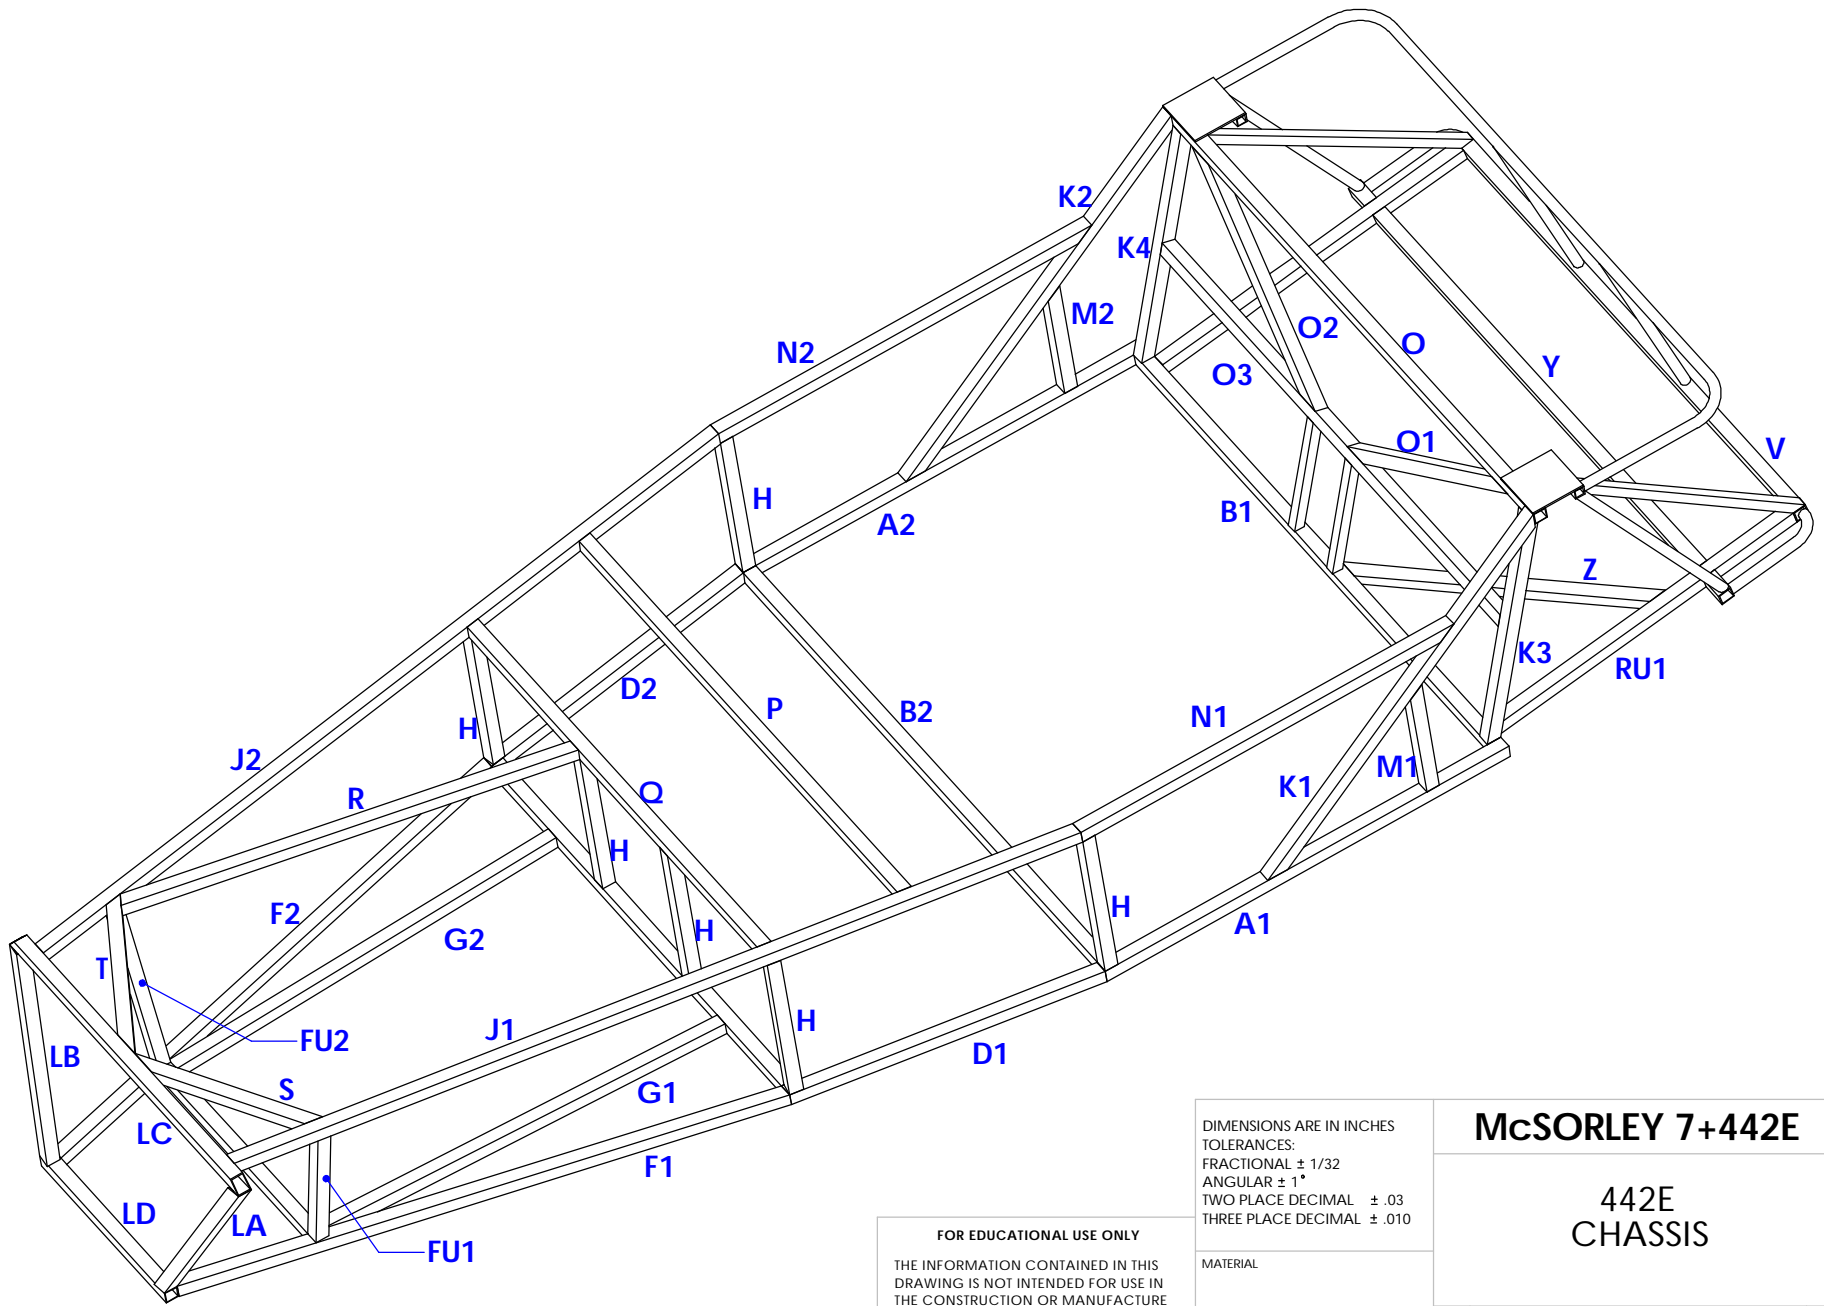 K2
K4
M2
N2
O2
O
O3
Y
O1
V
H
A2
B1
Z
K3
RU1
D2
P
B2
N1
H
J2
R
Q
M1
K1
H
F2
G2
H
H
A1
T
FU2
J1
H
D1
LB
S
G1
LC
F1
LD
LA
FU1
DIMENSIONS ARE IN INCHES
TOLERANCES:
FRACTIONAL ± 1/32
ANGULAR ± 1°
TWO PLACE DECIMAL ± .03
THREE PLACE DECIMAL ± .010
MATERIAL
McSORLEY 7+442E
442E
CHASSIS
FOR EDUCATIONAL USE ONLY
THE INFORMATION CONTAINED IN THIS
DRAWING IS NOT INTENDED FOR USE IN
THE CONSTRUCTION OR MANUFACTURE